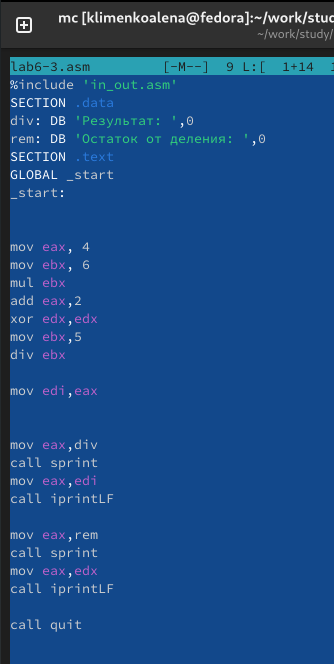 mc [klimenkoalena@fedora]:~/work/
~/work/study/
lab6-3.asm [-M--] 9 L:[ 1+14
%include 'in_out.asm'
SECTION .data
div: DB 'Результат: ',0
rem: DB 'Остаток от деления: ',0
SECTION .text
GLOBAL _start
_start:
mov eax, 4
mov ebx, 6
mul ebx
add eax,2
xor edx,edx
mov ebx,5
div ebx
mov edi,eax
mov eax,div
call sprint
mov eax,edi
call iprintLF
mov eax,rem
call sprint
mov eax,edx
call iprintLF
call quit